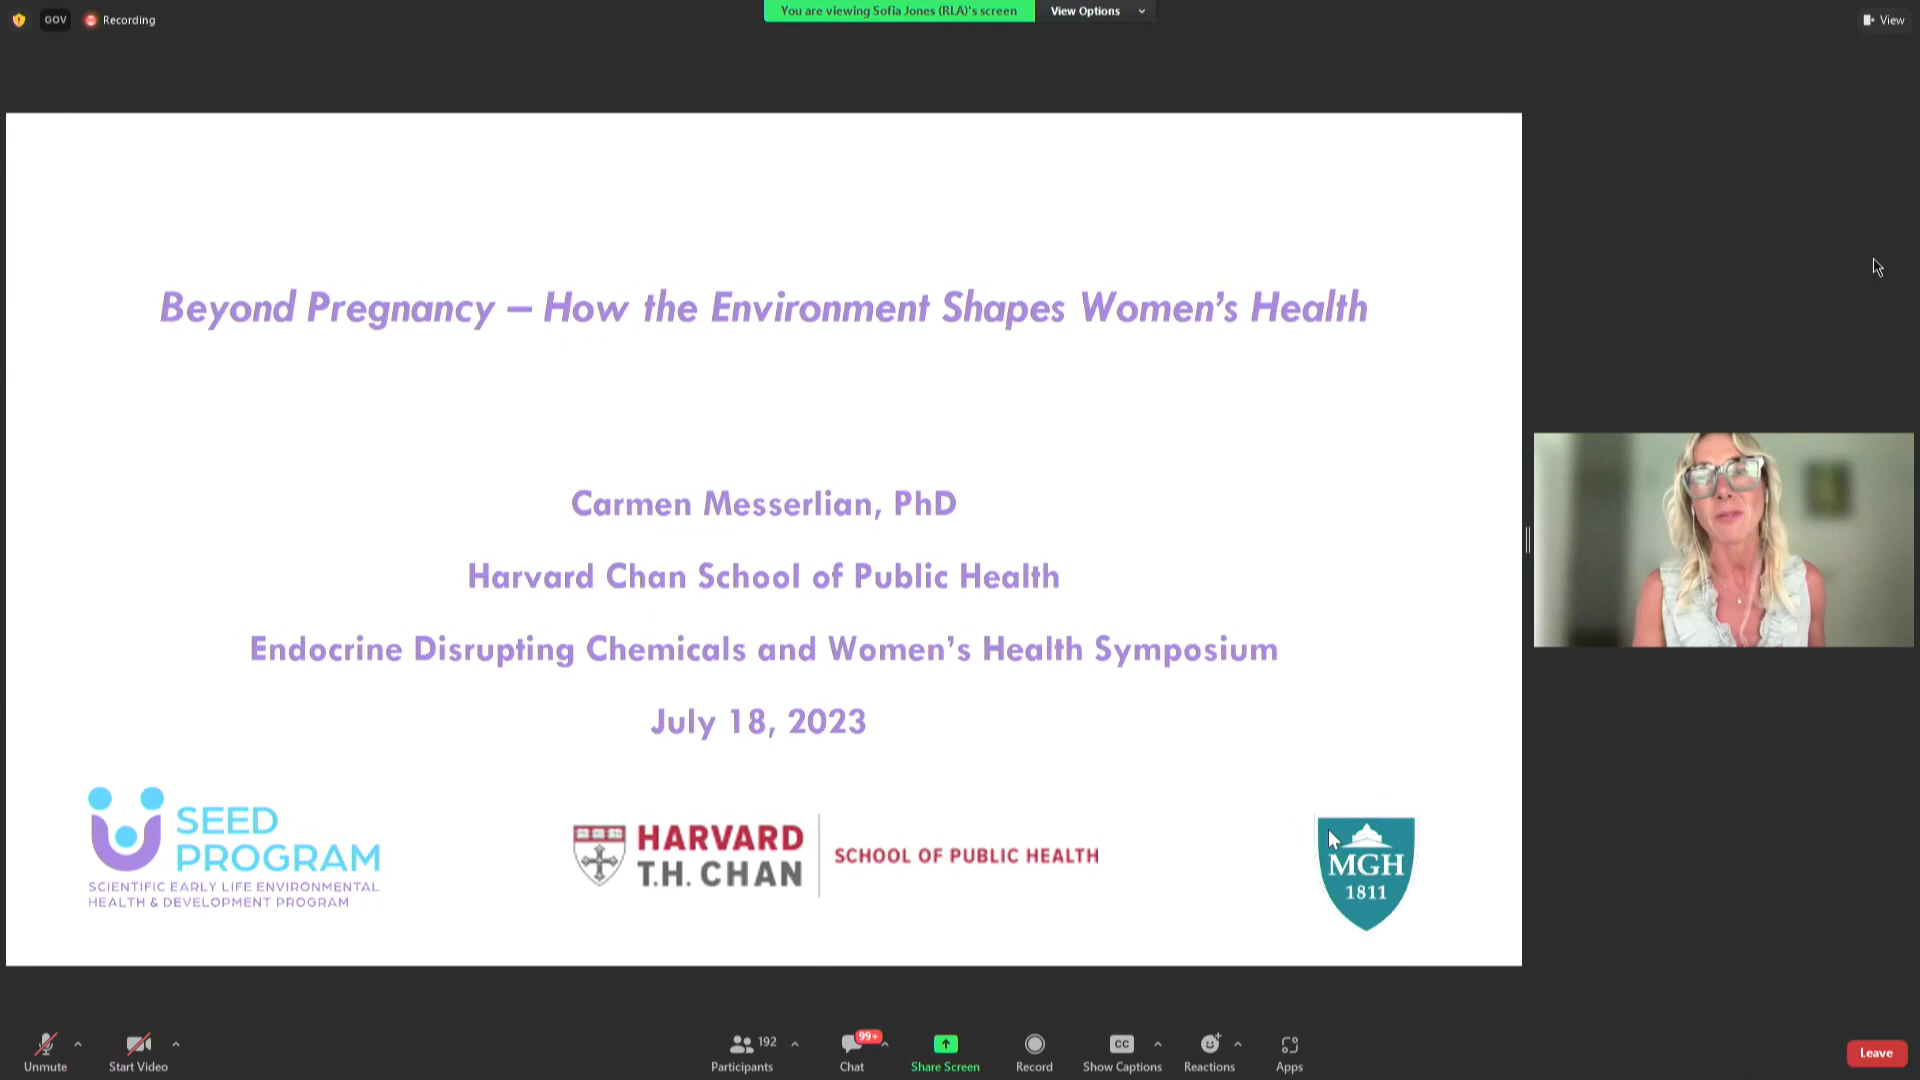 GOV
Recording
You are viewing Sofia Jones (RLA)'s screen
View Options
View
Beyond Pregnancy – How the Environment Shapes Women’s Health
Carmen Messerlian, PhD
Harvard Chan School of Public Health
Endocrine Disrupting Chemicals and Women’s Health Symposium
July 18, 2023
SEED
PROGRAM
SCIENTIFIC EARLY LIFE ENVIRONMENTAL
HEALTH & DEVELOPMENT PROGRAM
HARVARD
T.H. CHAN
SCHOOL OF PUBLIC HEALTH
MGH
1811
Unmute
Start Video
192
Participants
99+
Chat
Share Screen
Record
CC
Show Captions
Reactions
Apps
Leave